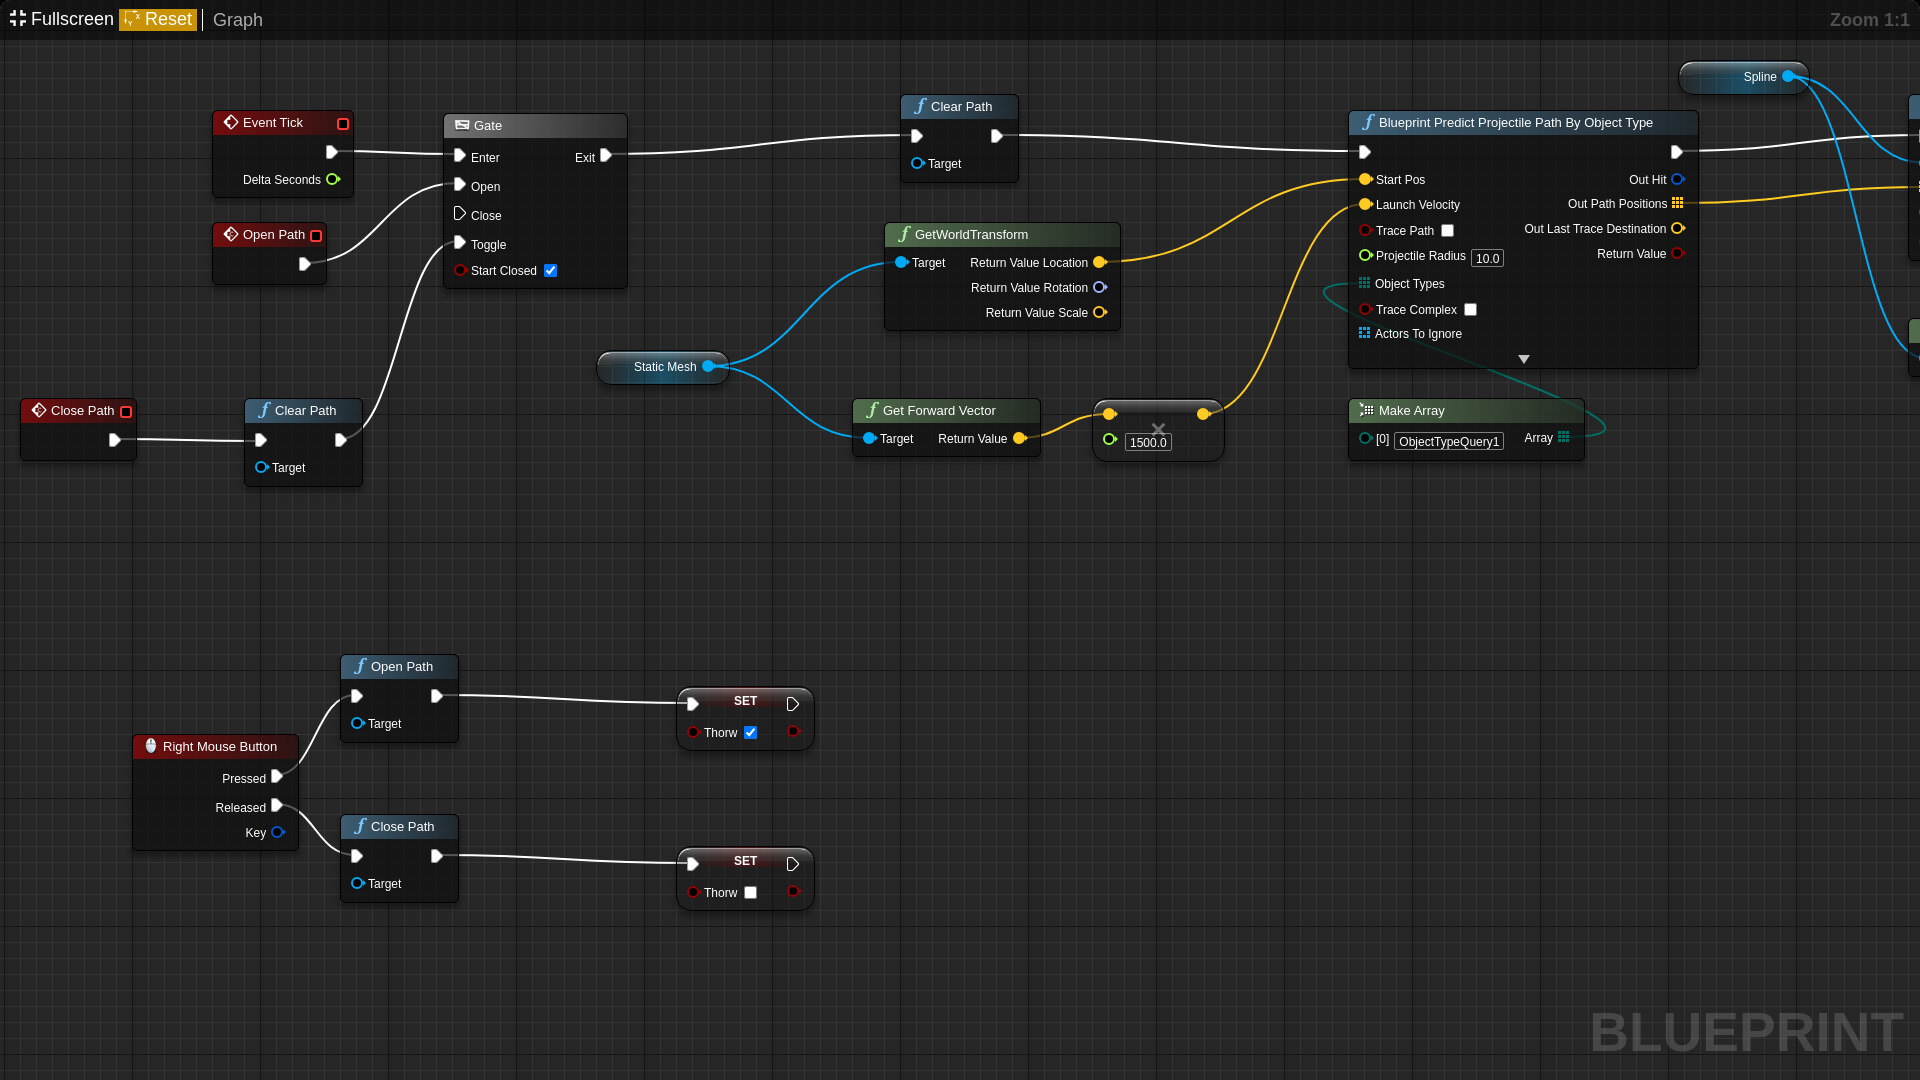 Fullscreen Reset Graph
Zoom 1:1
Spline
Event Tick
Delta Seconds
Open Path
Gate
Enter Exit
Open
Close
Toggle
Start Closed
Clear Path
Target
Blueprint Predict Projectile Path By Object Type
Start Pos Out Hit
Launch Velocity Out Path Positions
Trace Path Out Last Trace Destination
Projectile Radius 10.0 Return Value
Object Types
Trace Complex
Actors To Ignore
GetWorldTransform
Target Return Value Location
Return Value Rotation
Return Value Scale
Static Mesh
Close Path
Clear Path
Target
Get Forward Vector
Target Return Value
1500.0
Make Array
[0] ObjectTypeQuery1 Array
Open Path
Target
SET
Thorw
Right Mouse Button
Pressed
Released
Key
Close Path
Target
SET
Thorw
BLUEPRINT